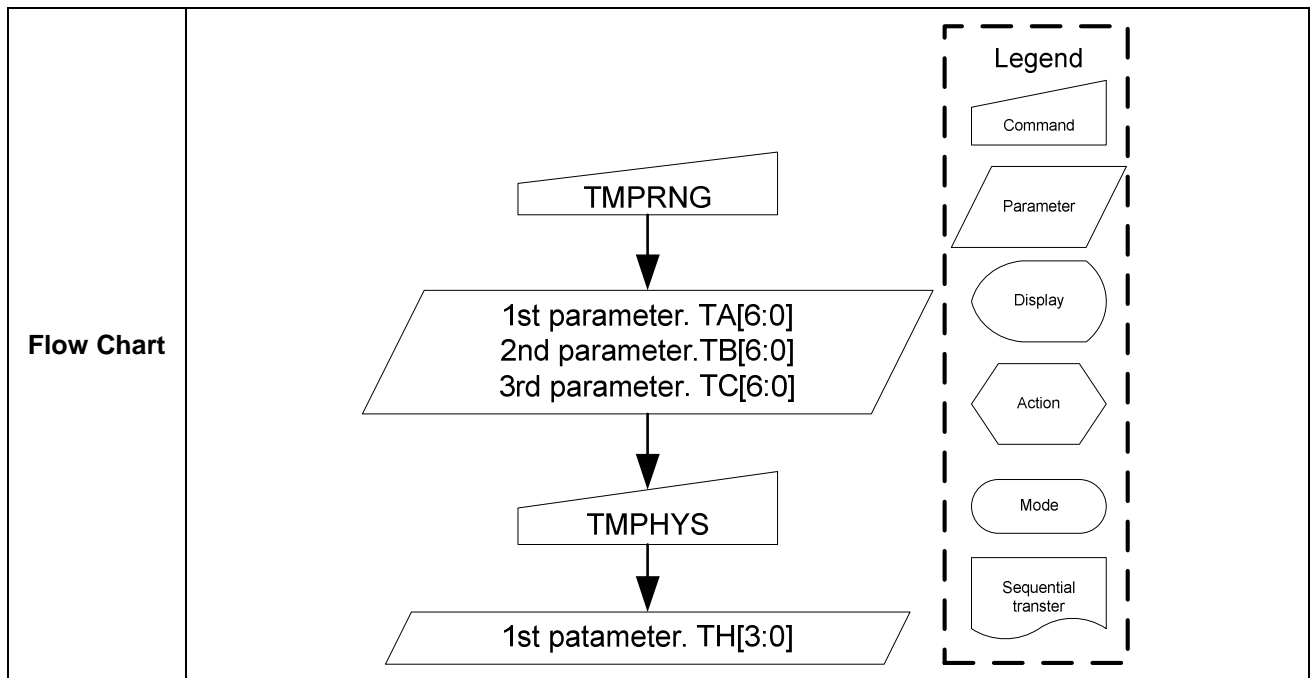 Flow Chart
TMPRNG
1st parameter. TA[6:0]
2nd parameter.TB[6:0]
3rd parameter. TC[6:0]
TMPHYS
1st patameter. TH[3:0]
Legend
Command
Parameter
Display
Action
Mode
Sequential
transter